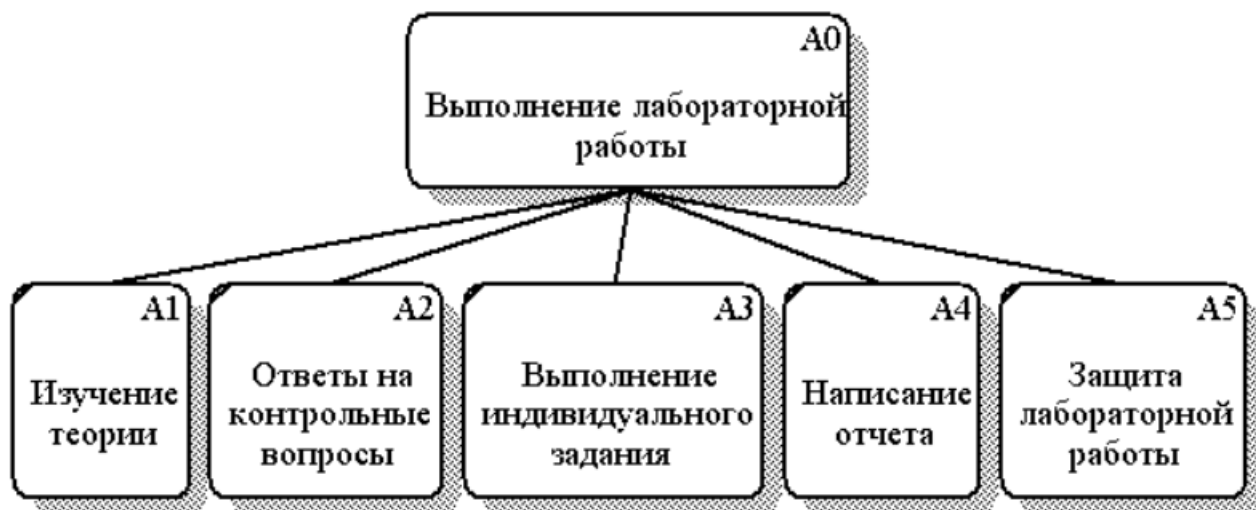 A0
Выполнение лабораторной
работы
A1
Изучение
теории
A2
Ответы на
контрольные
вопросы
A3
Выполнение
индивидуального
задания
A4
Написание
отчета
A5
Защита
лабораторной
работы